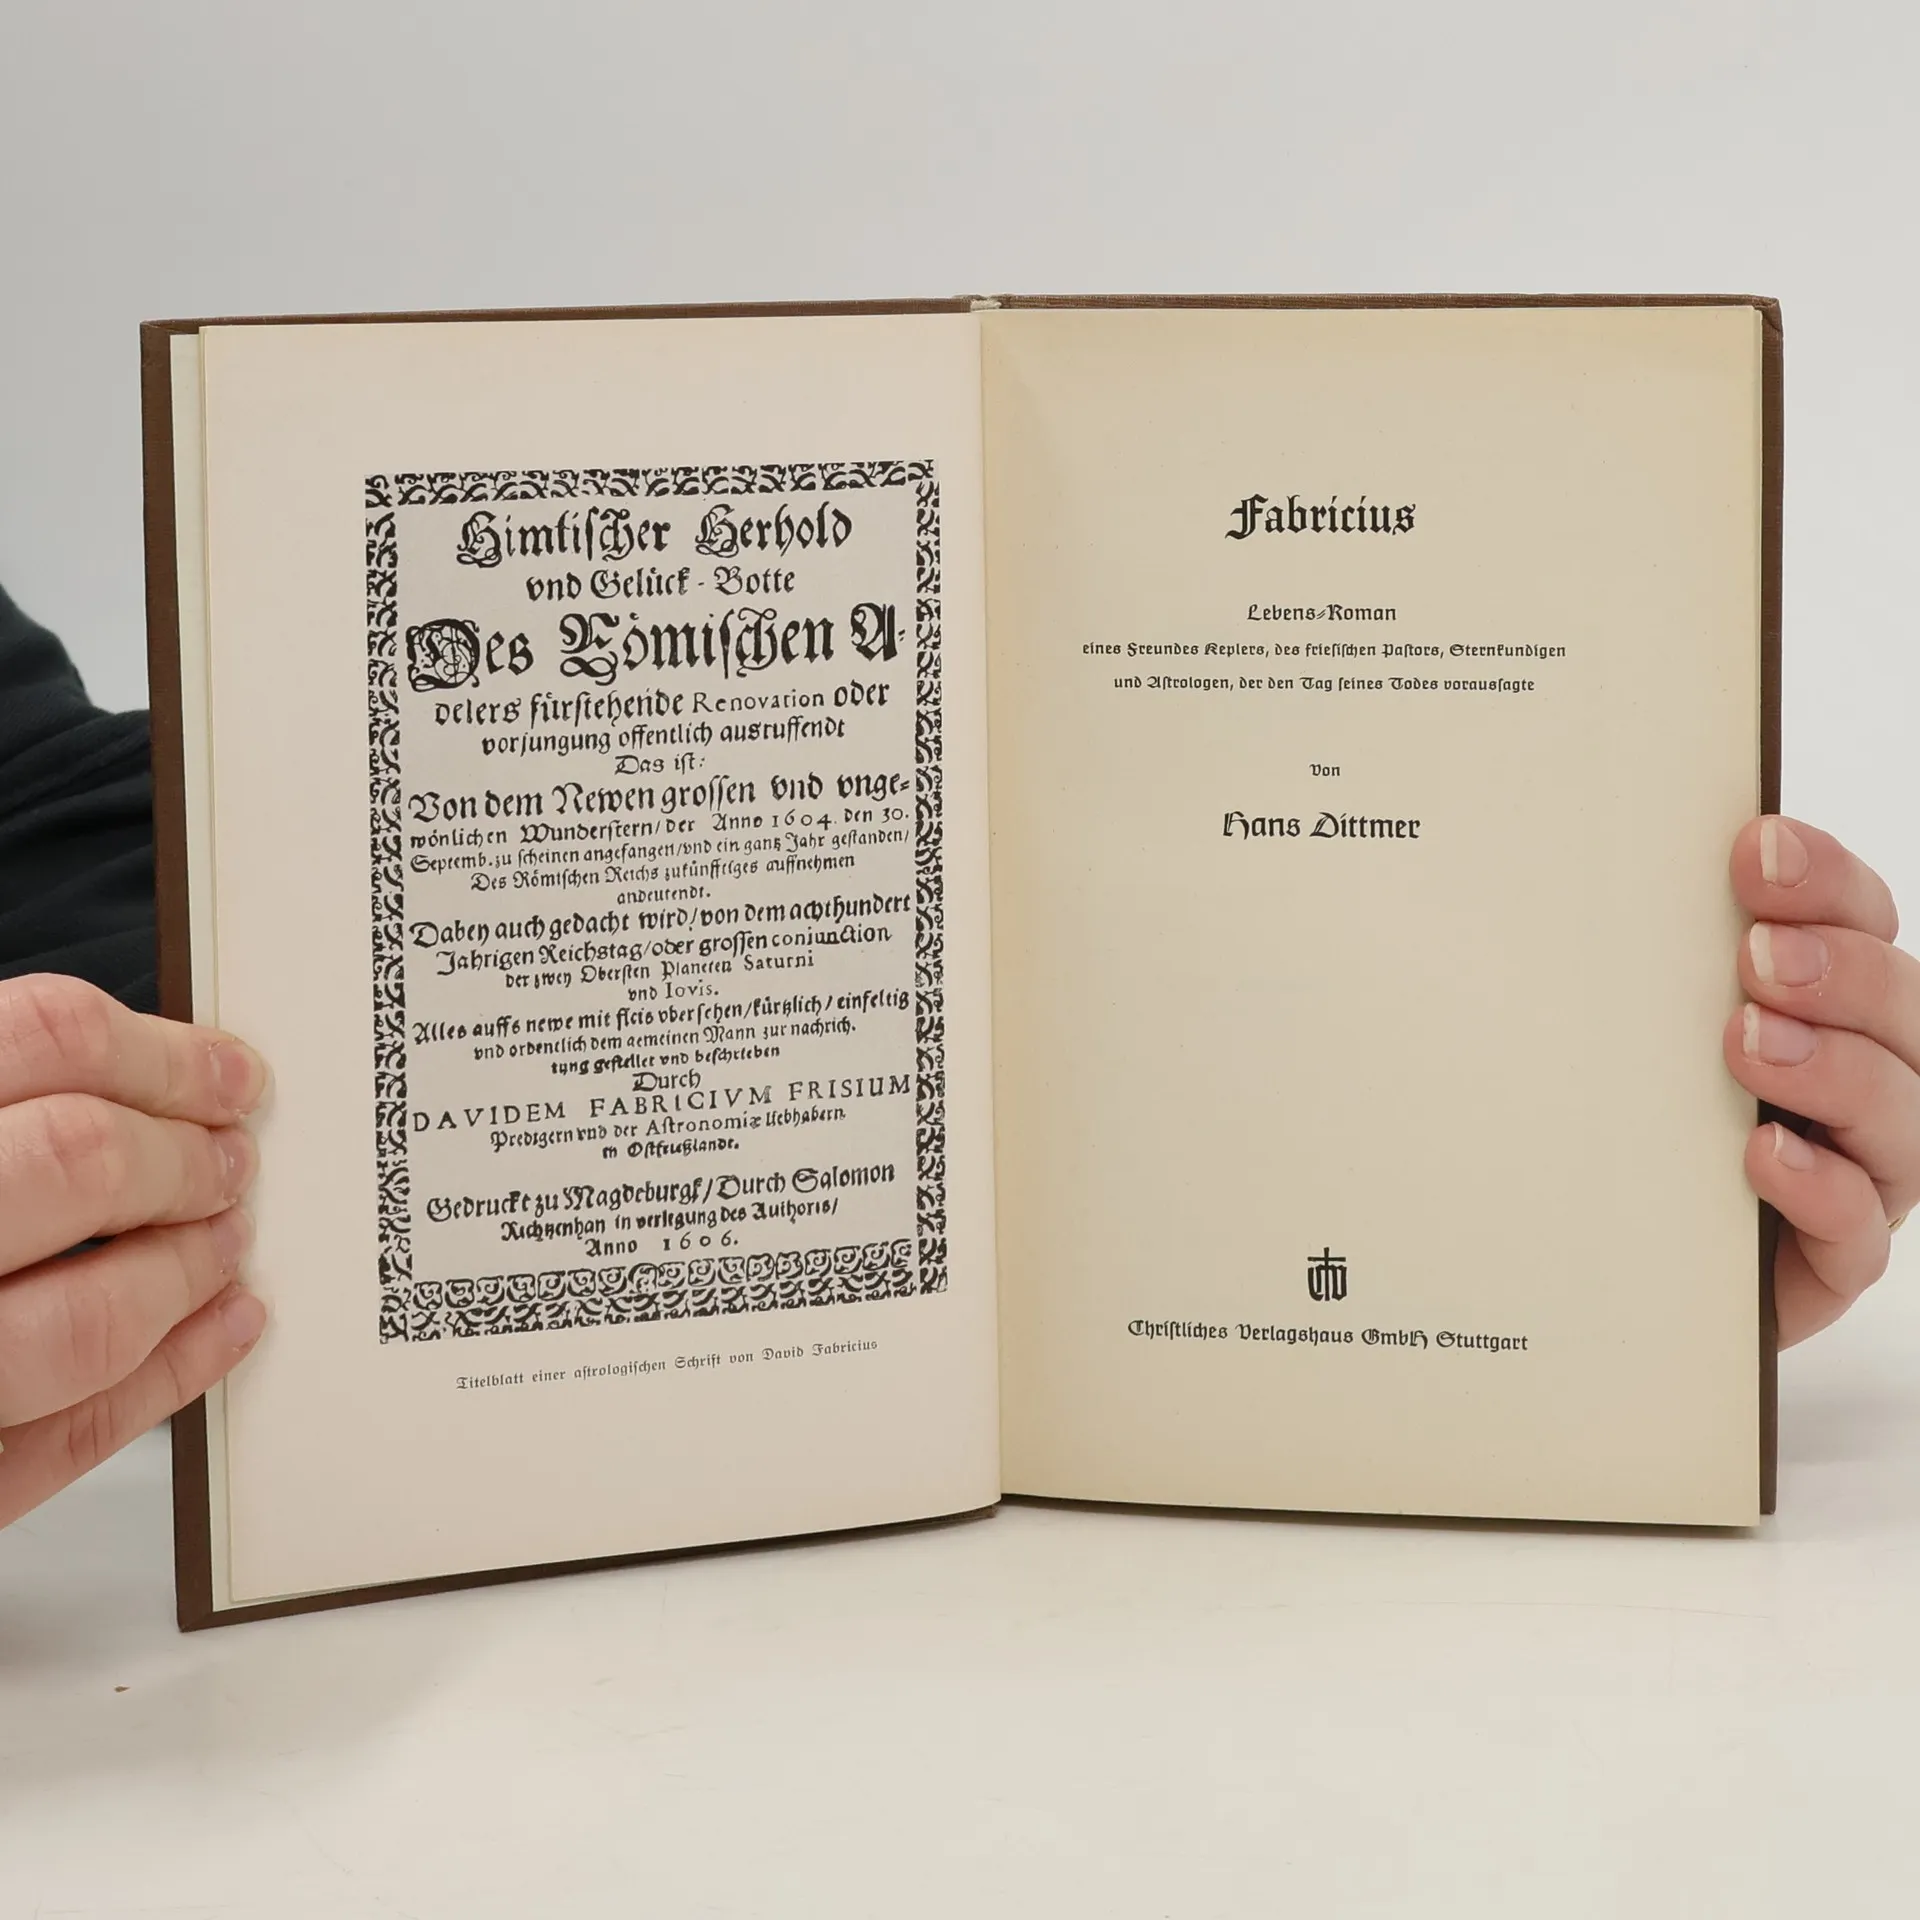 Himlischer Herhold
vnd Gelück-Botte
Des Römischen A-
delers fürstehende Renovation oder
vorjungung offentlich ausruffendt
Das ist:
Von dem Newen grossen vnd vnge-
wönlichen Wunderstern/der Anno 1604. den 30.
Septemb. zu scheinen angefangen/vnd ein gantz Jahr gestanden/
Des Römischen Reichs zukünfftiges auffnehmen
andeutendt.
Dabey auch gedacht wird/von dem achthundert
Jahrigen Reichstag/oder grossen coniunction
der zwey Obersten Planeten Saturni
vnd Iovis.
Alles auffs newe mit fleis vbersehen/kürtzlich/einfeltig
vnd ordentlich dem gemeinen Mann zur nachrich-
tung gestellet vnd beschrieben
Durch
DAVIDEM FABRICIVM FRISIUM
Predigern vnd der Astronomiæ liebhabern
in Ostfrießlandt.
Gedruckt zu Magdeburgk/Durch Salomon
Richtzenhan in verlegung des Authoris/
Anno 1606.
Titelblatt einer astrologischen Schrift von David Fabricius
Fabricius
Lebens-Roman
eines Freundes Keplers, des friesischen Pastors, Sternkundigen
und Astrologen, der den Tag seines Todes voraussagte
Von
Hans Dittmer
Christliches Verlagshaus GmbH Stuttgart